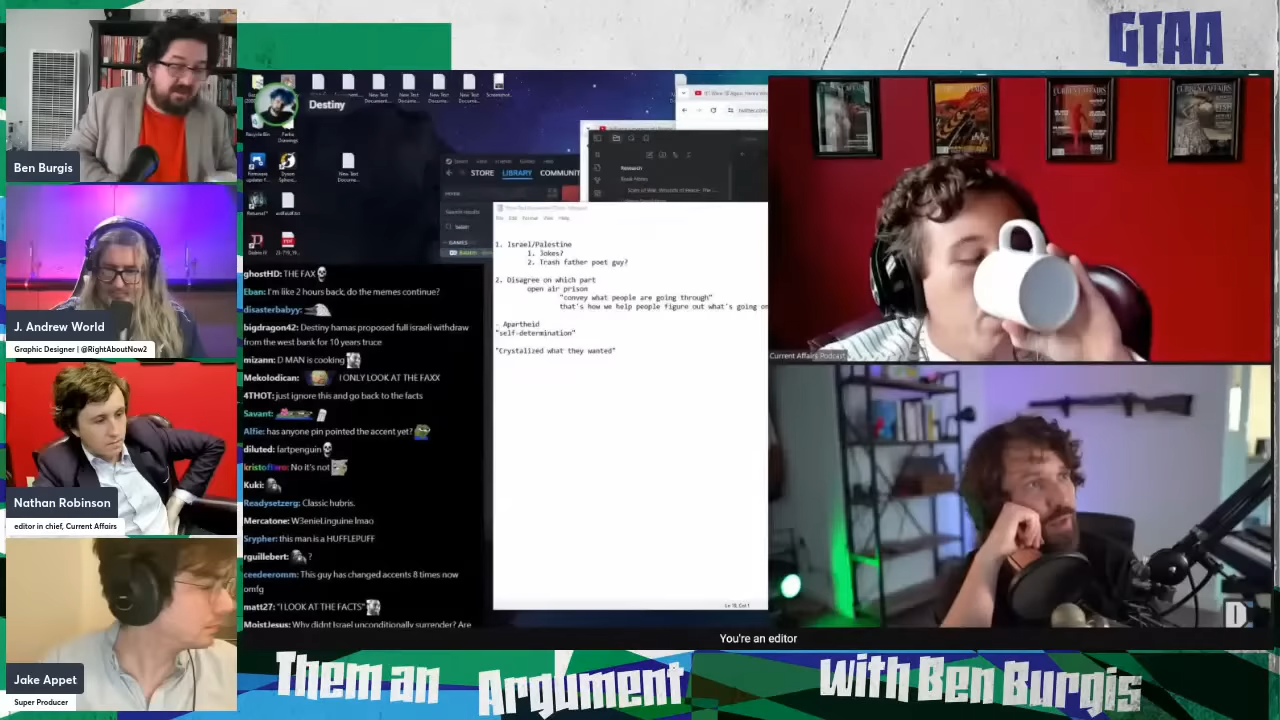 GTAA
Ben Burgis
J. Andrew World
Graphic Designer | @RightAboutNow2
Nathan Robinson
editor in chief, Current Affairs
Jake Appet
Super Producer
Destiny
STORE LIBRARY COMMUNI
Research
1. Israel/Palestine
1. Jokes?
2. Trash father poet guy?
2. Disagree on which part
open air prison
"convey what people are going through"
that's how we help people figure out what's going on
- Apartheid
"self-determination"
"Crystalized what they wanted"
ghostHD: THE FAX
Eban: I'm like 2 hours back, do the memes continue?
disasterbabyy:
bigdragon42: Destiny hamas proposed full israeli withdraw
from the west bank for 10 years truce
mizann: D MAN is cooking
Mekolodican: I ONLY LOOK AT THE FAXX
4THOT: just ignore this and go back to the facts
Savant:
Alfie: has anyone pin pointed the accent yet?
diluted: fartpenguin
No it's not
Kuki:
Readysetzerg: Classic hubris.
Mercatone: W3enieLinguine lmao
Srypher: this man is a HUFFLEPUFF
rguillebert: ?
ceedeeromm: This guy has changed accents 8 times now
omfg
matt27: "I LOOK AT THE FACTS"
MoistJesus: Why didnt Israel unconditionally surrender? Are
CURRENT AFFAIRS
CURRENT AFFAIRS
CURRENT AFFAIRS
Current Affairs Podcast
D
You're an editor
Them an Argument with Ben Burgis